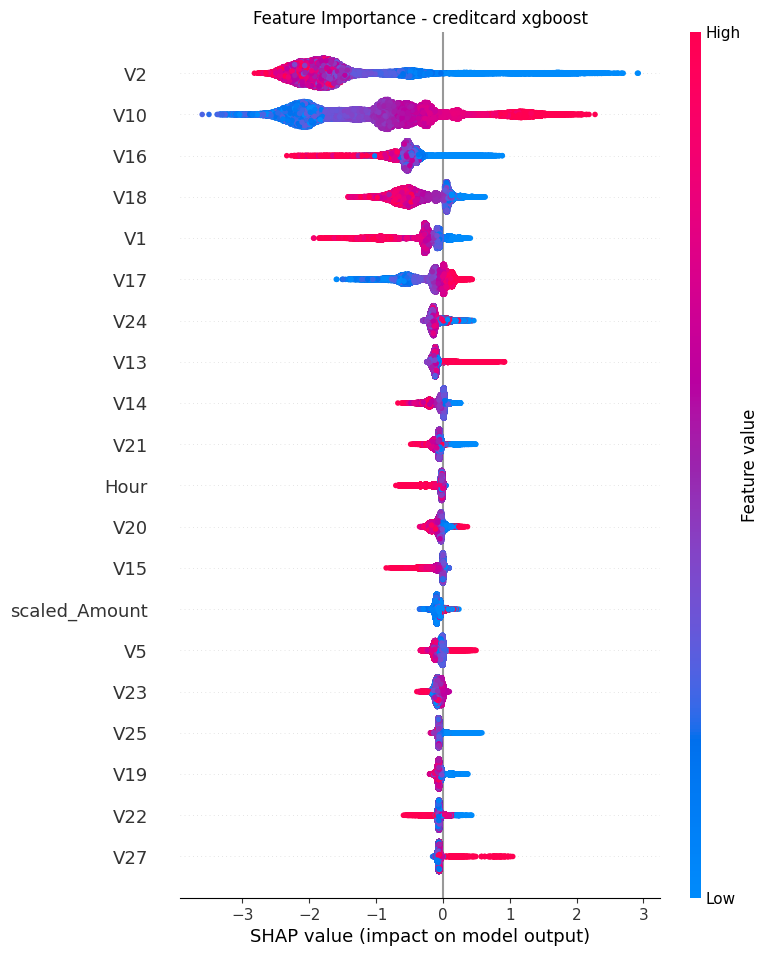 Feature Importance - creditcard xgboost
High
V2
V10
V16
V18
V1
V17
V24
V13
V14
V21
Hour
V20
V15
scaled_Amount
V5
V23
V25
V19
V22
V27
Feature value
Low
−3 −2 −1 0 1 2 3
SHAP value (impact on model output)